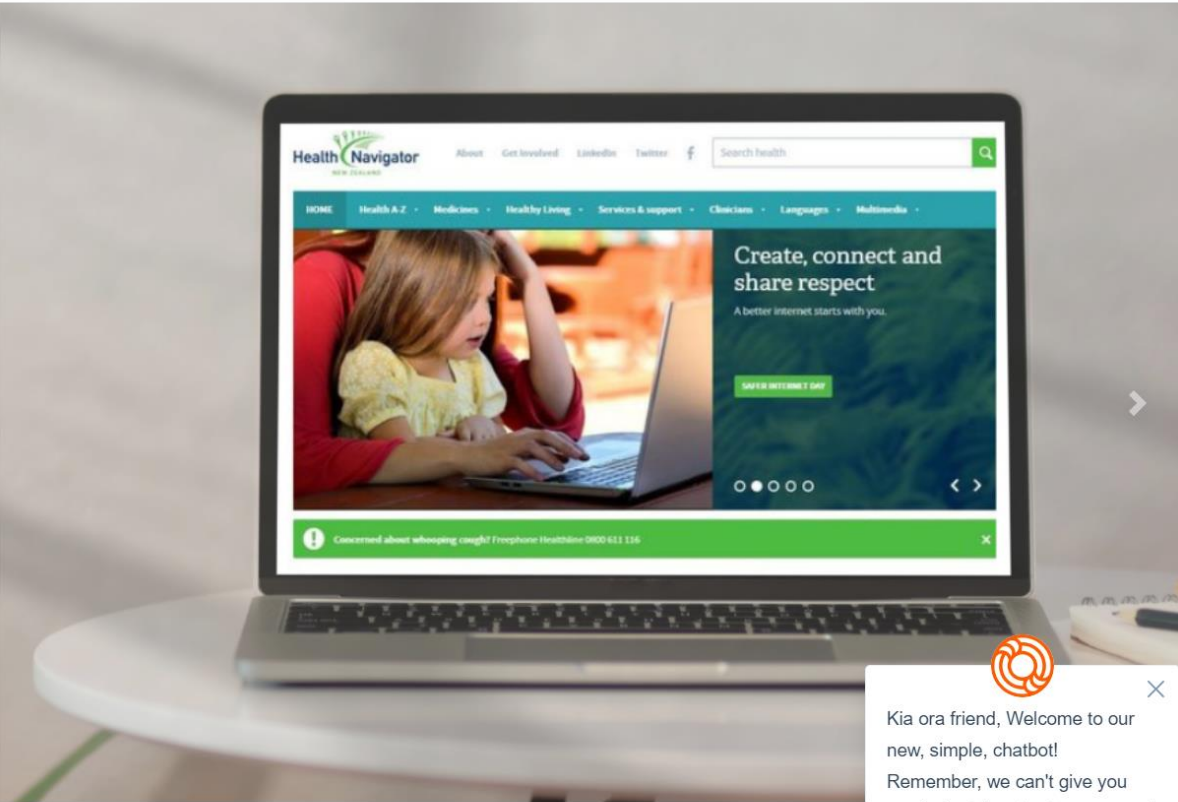 Health Navigator
NEW ZEALAND
About Get Involved LinkedIn Twitter f Search health
HOME Health A-Z Medicines Healthy Living Services & support Clinicians Languages Multimedia
Create, connect and
share respect
A better internet starts with you.
SAFER INTERNET DAY
Concerned about whooping cough? Freephone Healthline 0800 611 116
Kia ora friend, Welcome to our
new, simple, chatbot!
Remember, we can't give you